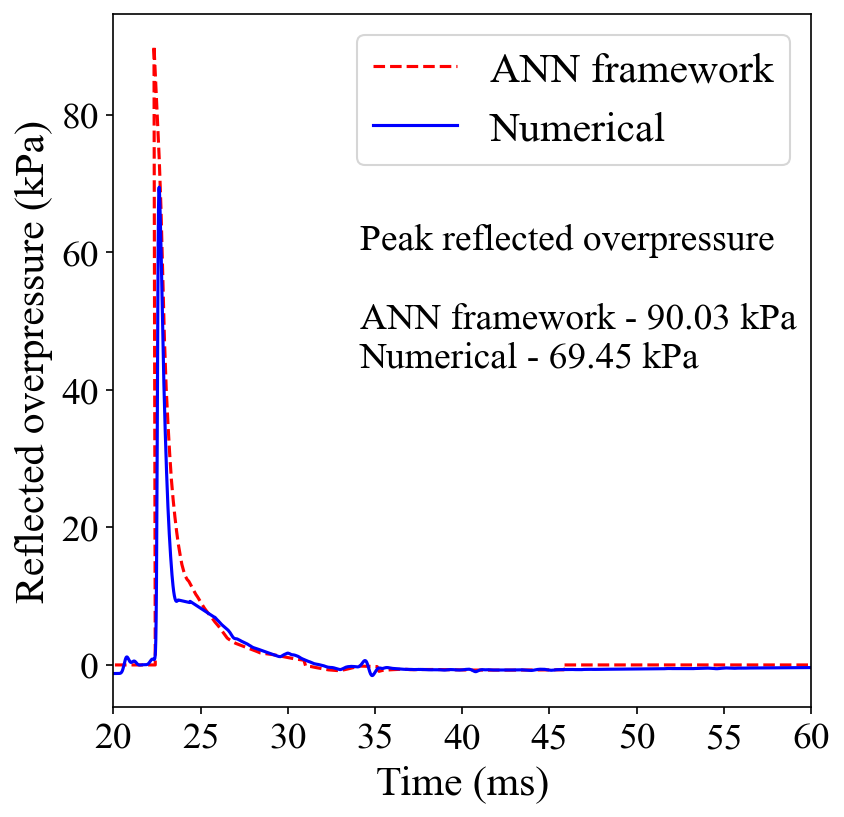 ANN framework
Numerical
Peak reflected overpressure
ANN framework - 90.03 kPa
Numerical - 69.45 kPa
Reflected overpressure (kPa)
80
60
40
20
0
20 25 30 35 40 45 50 55 60
Time (ms)